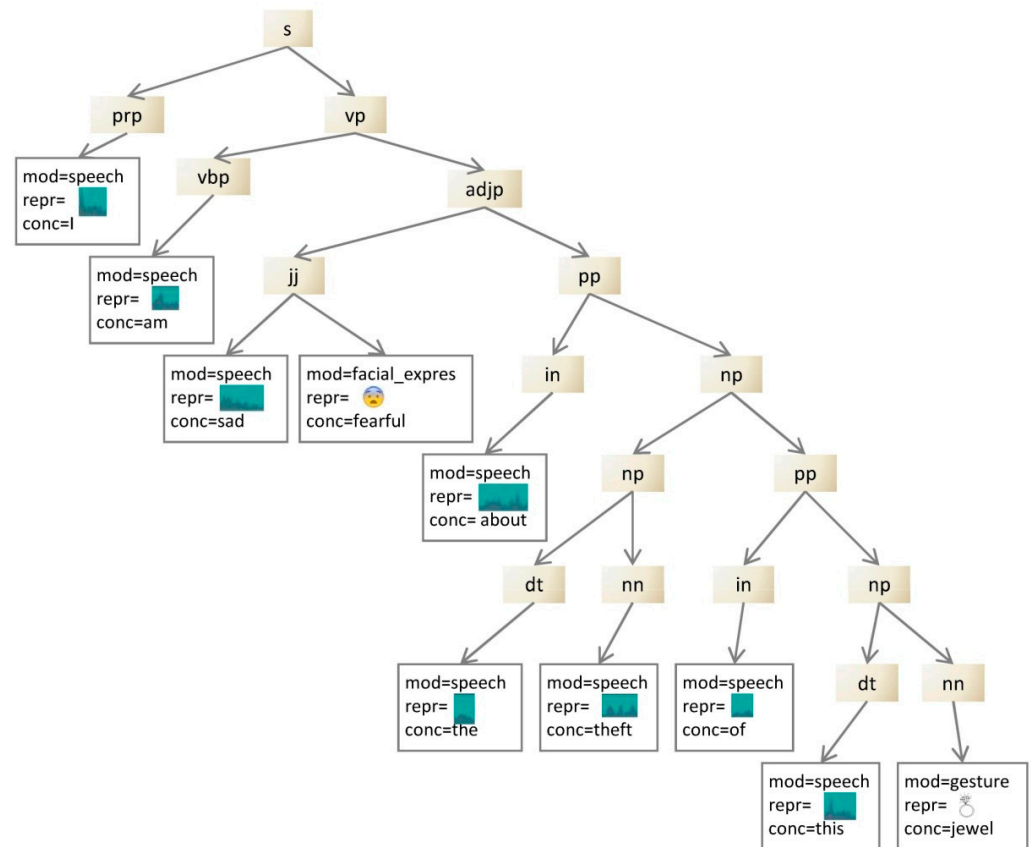 s
prp
vp
mod=speech
repr=
conc=I
vbp
adjp
mod=speech
repr=
conc=am
jj
pp
mod=speech
repr=
conc=sad
mod=facial_expres
repr=
conc=fearful
in
np
mod=speech
repr=
conc= about
np
pp
dt
nn
in
np
mod=speech
repr=
conc=the
mod=speech
repr=
conc=theft
mod=speech
repr=
conc=of
dt
nn
mod=speech
repr=
conc=this
mod=gesture
repr=
conc=jewel